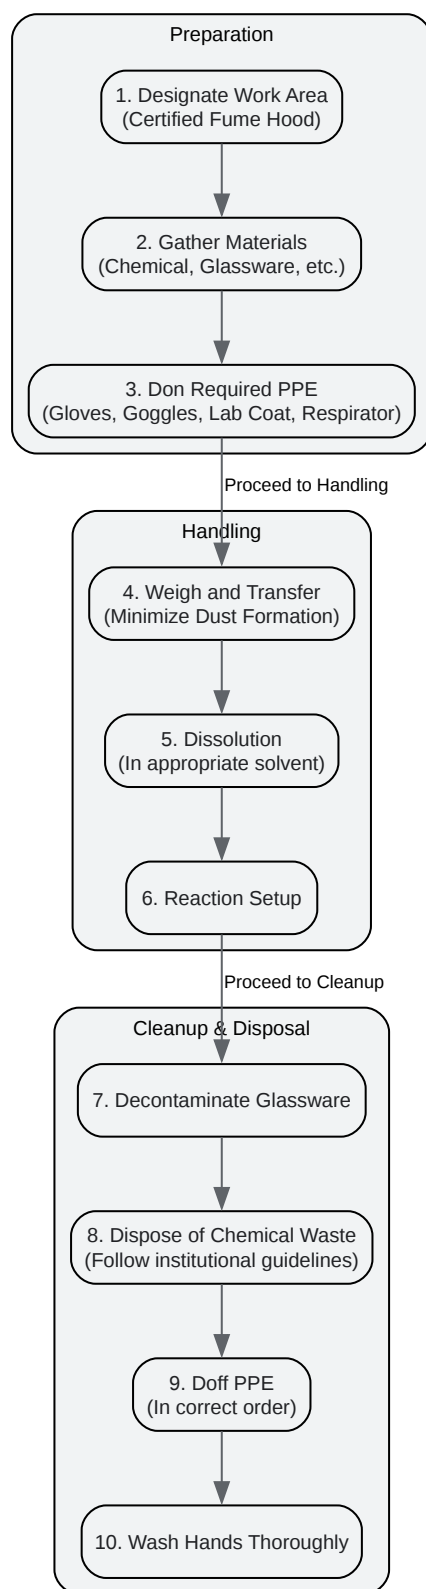 Preparation
1. Designate Work Area
(Certified Fume Hood)
2. Gather Materials
(Chemical, Glassware, etc.)
3. Don Required PPE
(Gloves, Goggles, Lab Coat, Respirator)
Proceed to Handling
Handling
4. Weigh and Transfer
(Minimize Dust Formation)
5. Dissolution
(In appropriate solvent)
6. Reaction Setup
Proceed to Cleanup
Cleanup & Disposal
7. Decontaminate Glassware
8. Dispose of Chemical Waste
(Follow institutional guidelines)
9. Doff PPE
(In correct order)
10. Wash Hands Thoroughly